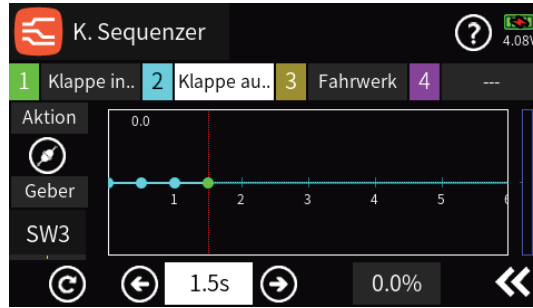 K. Sequenzer
?
4.08V
1 Klappe in.. 2 Klappe au.. 3 Fahrwerk 4 ---
Aktion
0.0
Geber
1 2 3 4 5 6
SW3
1.5s 0.0%